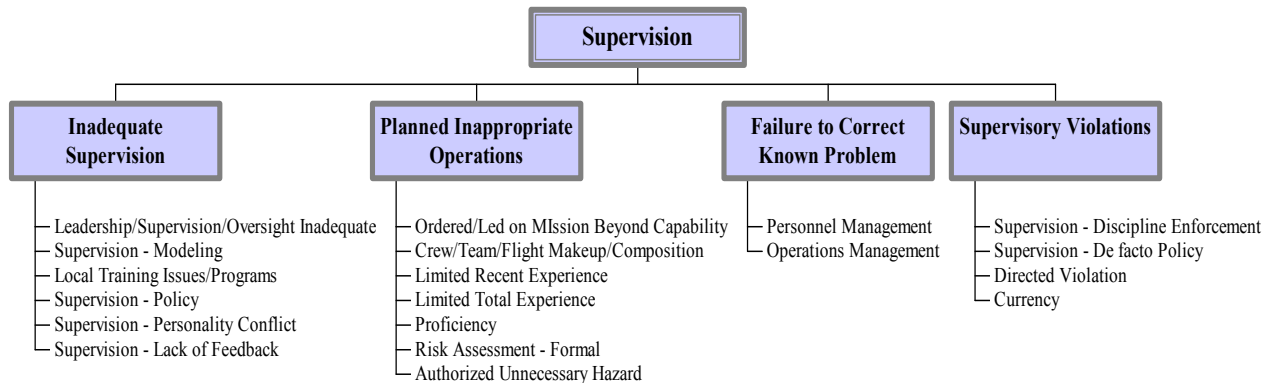 Supervision
Inadequate
Supervision
Leadership/Supervision/Oversight Inadequate
Supervision - Modeling
Local Training Issues/Programs
Supervision - Policy
Supervision - Personality Conflict
Supervision - Lack of Feedback
Planned Inappropriate
Operations
Ordered/Led on MIssion Beyond Capability
Crew/Team/Flight Makeup/Composition
Limited Recent Experience
Limited Total Experience
Proficiency
Risk Assessment - Formal
Authorized Unnecessary Hazard
Failure to Correct
Known Problem
Personnel Management
Operations Management
Supervisory Violations
Supervision - Discipline Enforcement
Supervision - De facto Policy
Directed Violation
Currency